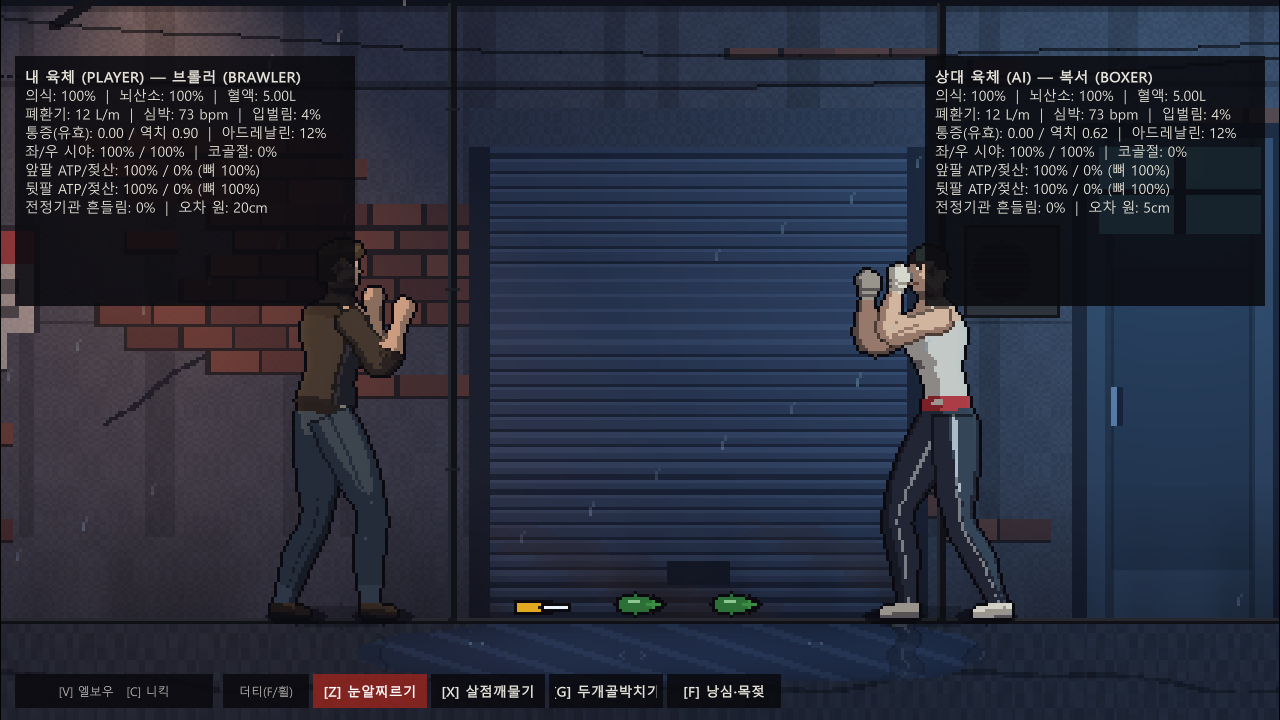 내 육체 (PLAYER) — 브롤러 (BRAWLER)
의식: 100% | 뇌산소: 100% | 혈액: 5.00L
폐환기: 12 L/m | 심박: 73 bpm | 입벌림: 4%
통증(유효): 0.00 / 역치 0.90 | 아드레날린: 12%
좌/우 시야: 100% / 100% | 코골절: 0%
앞팔 ATP/젖산: 100% / 0% (뼈 100%)
뒷팔 ATP/젖산: 100% / 0% (뼈 100%)
전정기관 흔들림: 0% | 오차 원: 20cm
상대 육체 (AI) — 복서 (BOXER)
의식: 100% | 뇌산소: 100% | 혈액: 5.00L
폐환기: 12 L/m | 심박: 73 bpm | 입벌림: 4%
통증(유효): 0.00 / 역치 0.62 | 아드레날린: 12%
좌/우 시야: 100% / 100% | 코골절: 0%
앞팔 ATP/젖산: 100% / 0% (뼈 100%)
뒷팔 ATP/젖산: 100% / 0% (뼈 100%)
전정기관 흔들림: 0% | 오차 원: 5cm
[V] 엘보우 [C] 니킥
더티(F/휠)
[Z] 눈알찌르기
[X] 살점깨물기
G] 두개골박치기
[F] 낭심·목젖